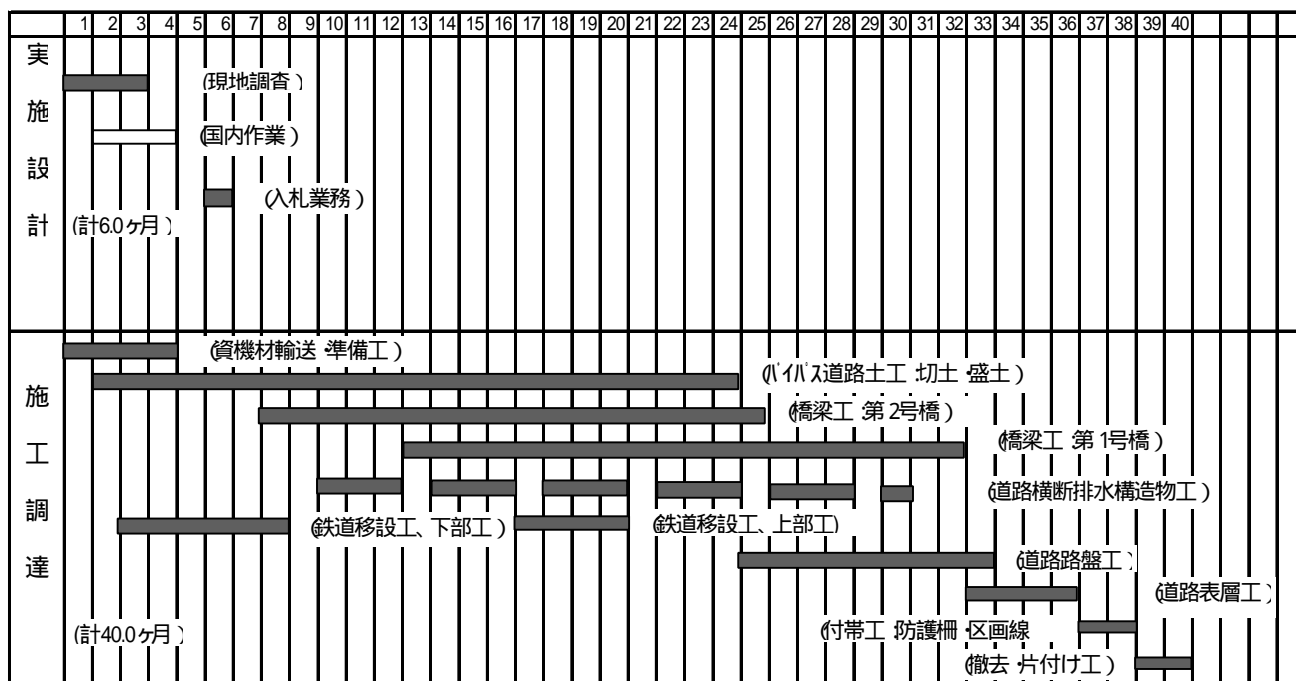 1 2 3 4 5 6 7 8 9 10 11 12 13 14 15 16 17 18 19 20 21 22 23 24 25 26 27 28 29 30 31 32 33 34 35 36 37 38 39 40
実施設計
(現地調査)
(国内作業)
(入札業務)
(計6.0ヶ月)
施工調達
(資機材輸送・準備工)
(バイパス道路土工:切土・盛土)
(橋梁工:第2号橋)
(橋梁工:第1号橋)
(道路横断排水構造物工)
(鉄道移設工、下部工)
(鉄道移設工、上部工)
(道路路盤工)
(道路表層工)
(計40.0ヶ月)
(付帯工:防護柵・区画線
(撤去・片付け工)